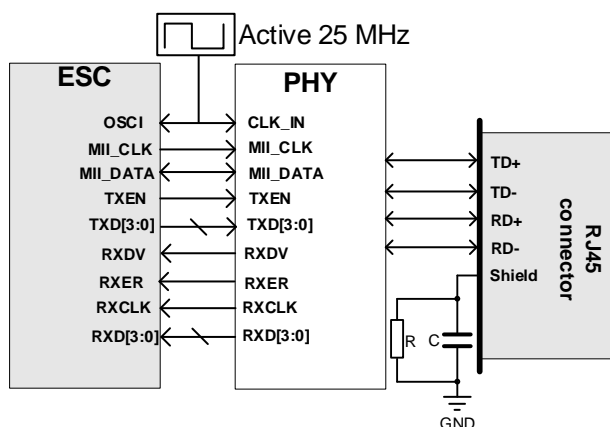 Active 25 MHz
ESC
PHY
OSCI
CLK_IN
MII_CLK
MII_CLK
MII_DATA
MII_DATA
TXEN
TXEN
TXD[3:0]
TXD[3:0]
RXDV
RXDV
RXER
RXER
RXCLK
RXCLK
RXD[3:0]
RXD[3:0]
TD+
TD-
RD+
RD-
Shield
RJ45
connector
R
C
GND